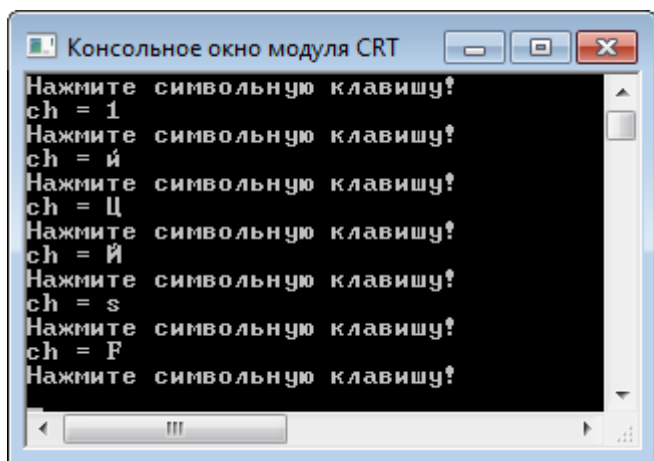 Консольное окно модуля CRT
Нажмите символьную клавишу!
ch = 1
Нажмите символьную клавишу!
ch = й
Нажмите символьную клавишу!
ch = Ц
Нажмите символьную клавишу!
ch = Й
Нажмите символьную клавишу!
ch = s
Нажмите символьную клавишу!
ch = F
Нажмите символьную клавишу!